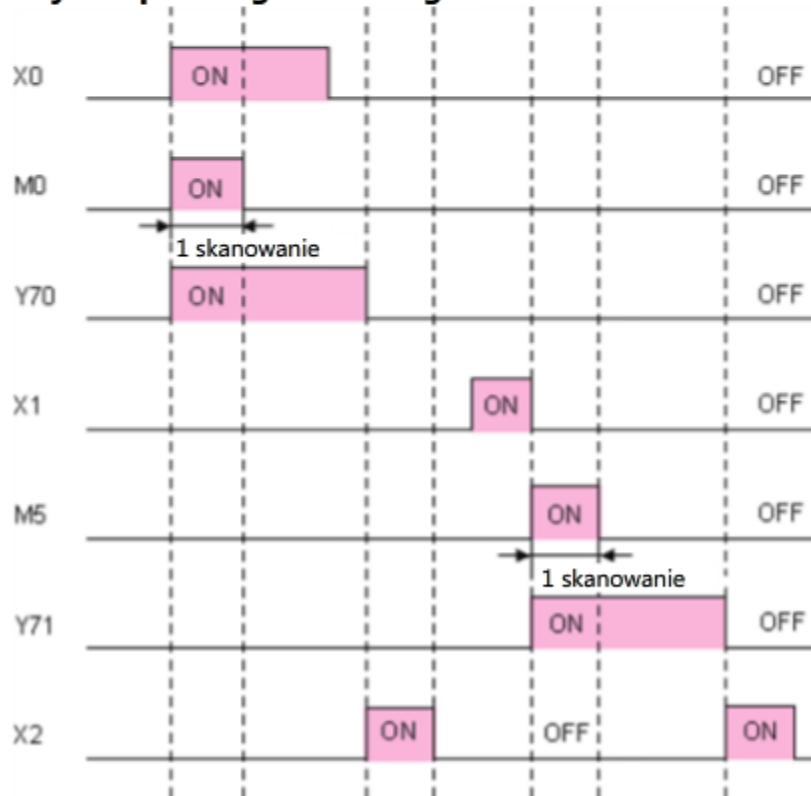 X0 ON OFF
M0 ON OFF
1 skanowanie
Y70 ON OFF
X1 ON OFF
M5 ON OFF
1 skanowanie
Y71 ON OFF
X2 ON OFF ON